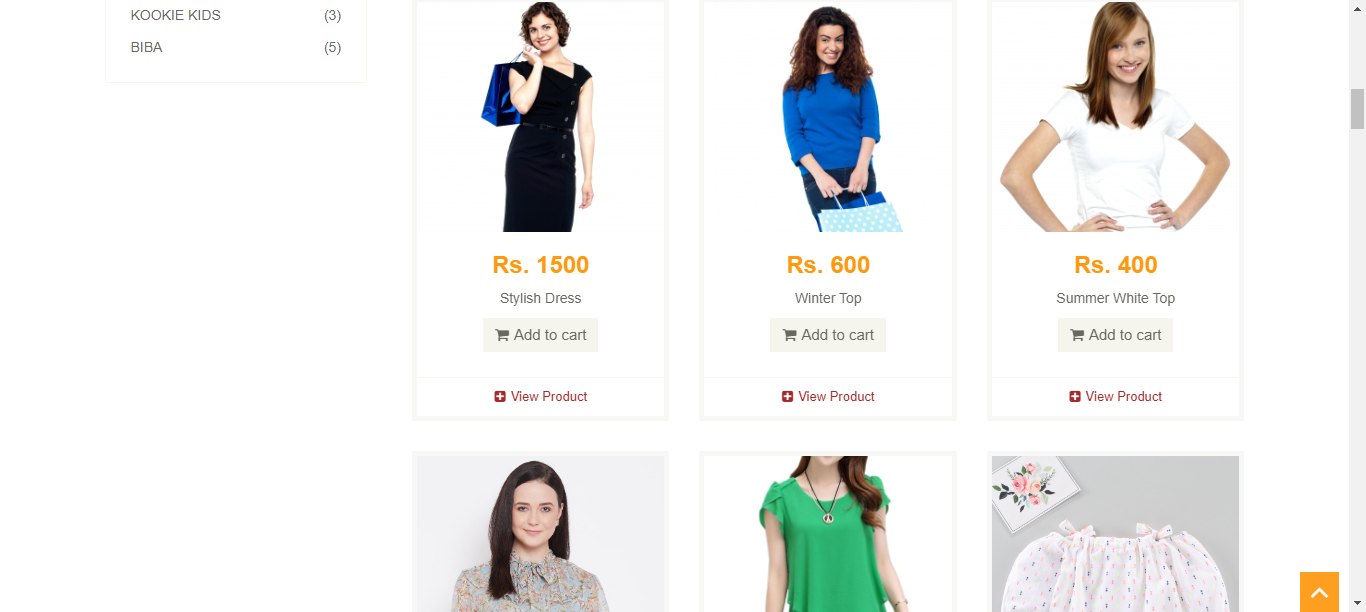 KOOKIE KIDS (3)
BIBA (5)
Rs. 1500
Stylish Dress
Add to cart
View Product
Rs. 600
Winter Top
Add to cart
View Product
Rs. 400
Summer White Top
Add to cart
View Product